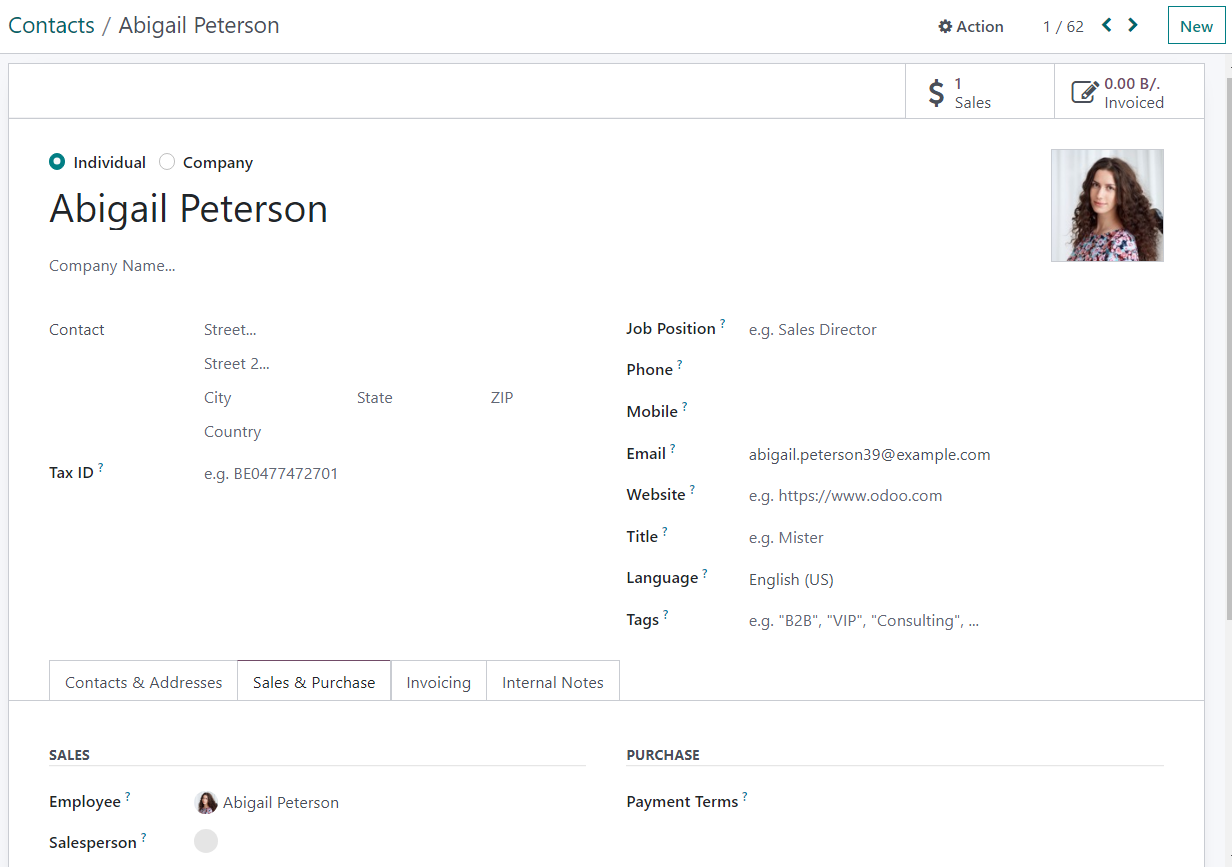 Contacts / Abigail Peterson
Action
1 / 62
New
1
Sales
0.00 B/.
Invoiced
Individual
Company
Abigail Peterson
Company Name...
Contact
Street...
Street 2...
City
State
ZIP
Country
Tax ID ?
e.g. BE0477472701
Job Position ?
e.g. Sales Director
Phone ?
Mobile ?
Email ?
abigail.peterson39@example.com
Website ?
e.g. https://www.odoo.com
Title ?
e.g. Mister
Language ?
English (US)
Tags ?
e.g. "B2B", "VIP", "Consulting", ...
Contacts & Addresses
Sales & Purchase
Invoicing
Internal Notes
SALES
Employee ?
Abigail Peterson
Salesperson ?
PURCHASE
Payment Terms ?